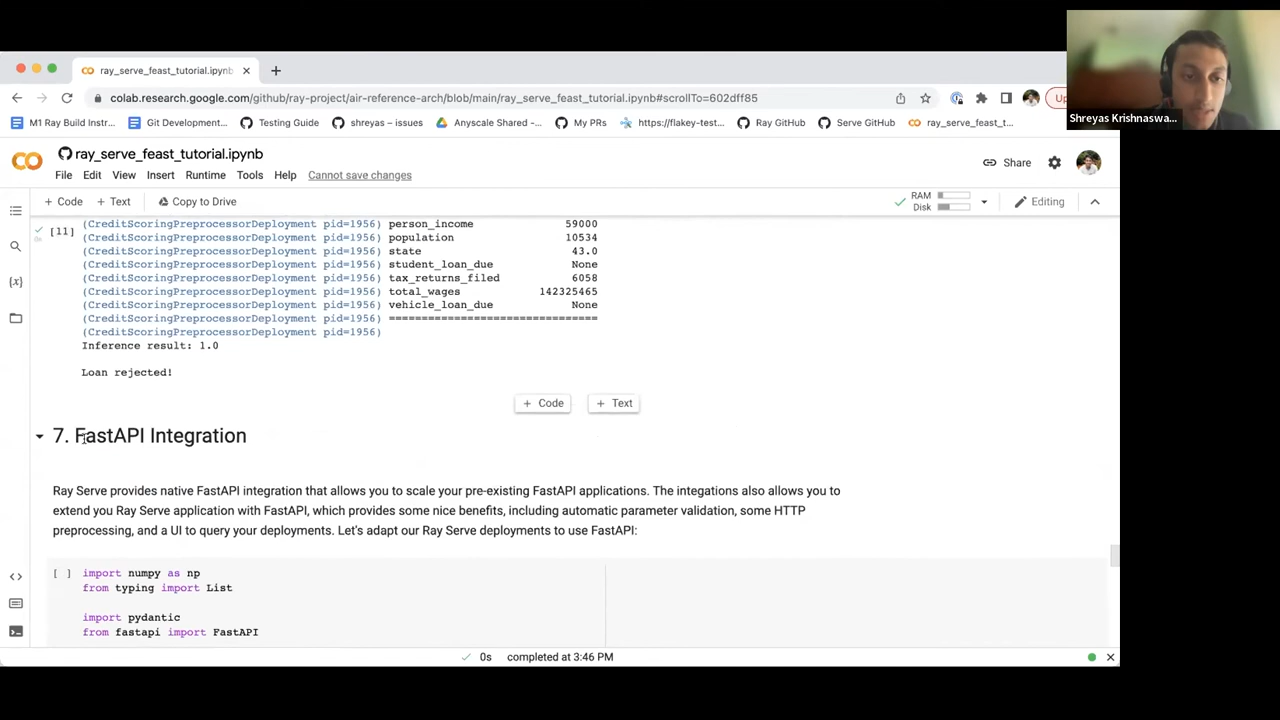 ray_serve_feast_tutorial.ipynb
colab.research.google.com/github/ray-project/air-reference-arch/blob/main/ray_serve_feast_tutorial.ipynb#scrollTo=602dff85
M1 Ray Build Instr... Git Development... Testing Guide shreyas – issues Anyscale Shared -... My PRs https://flakey-test... Ray GitHub Serve GitHub ray_serve_feast_t...
Shreyas Krishnaswa...
ray_serve_feast_tutorial.ipynb
Share
File Edit View Insert Runtime Tools Help Cannot save changes
+ Code + Text Copy to Drive
RAM
Disk
Editing
[11]
(CreditScoringPreprocessorDeployment pid=1956) person_income 59000
(CreditScoringPreprocessorDeployment pid=1956) population 10534
(CreditScoringPreprocessorDeployment pid=1956) state 43.0
(CreditScoringPreprocessorDeployment pid=1956) student_loan_due None
(CreditScoringPreprocessorDeployment pid=1956) tax_returns_filed 6058
(CreditScoringPreprocessorDeployment pid=1956) total_wages 142325465
(CreditScoringPreprocessorDeployment pid=1956) vehicle_loan_due None
(CreditScoringPreprocessorDeployment pid=1956) ===============================
(CreditScoringPreprocessorDeployment pid=1956)
Inference result: 1.0
Loan rejected!
+ Code + Text
7. FastAPI Integration
Ray Serve provides native FastAPI integration that allows you to scale your pre-existing FastAPI applications. The integations also allows you to
extend you Ray Serve application with FastAPI, which provides some nice benefits, including automatic parameter validation, some HTTP
preprocessing, and a UI to query your deployments. Let's adapt our Ray Serve deployments to use FastAPI:
[ ] import numpy as np
from typing import List
import pydantic
from fastapi import FastAPI
0s completed at 3:46 PM